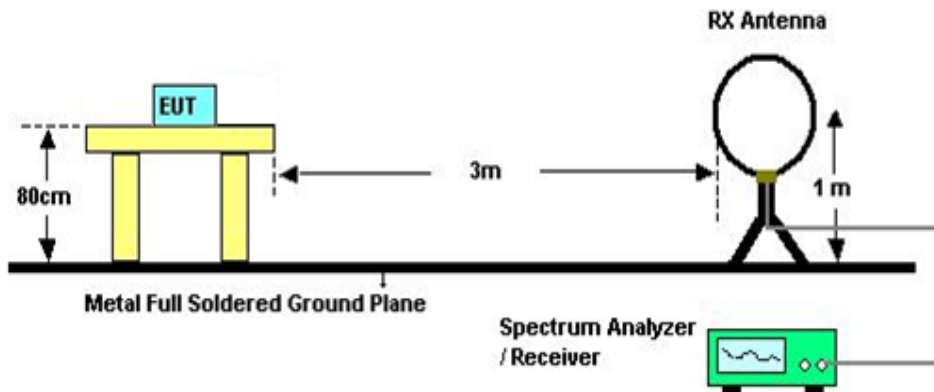 RX Antenna
EUT
3m
80cm
1 m
Metal Full Soldered Ground Plane
Spectrum Analyzer
/ Receiver